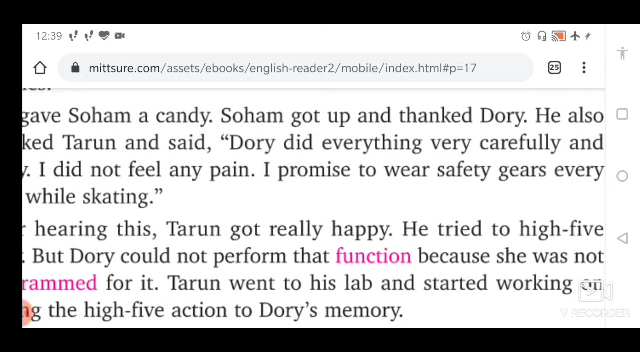 12:39
25
mittsure.com/assets/ebooks/english-reader2/mobile/index.html#p=17
gave Soham a candy. Soham got up and thanked Dory. He also
ked Tarun and said, “Dory did everything very carefully and
y. I did not feel any pain. I promise to wear safety gears every
while skating.”
r hearing this, Tarun got really happy. He tried to high-five
. But Dory could not perform that function because she was not
rammed for it. Tarun went to his lab and started working on
ng the high-five action to Dory’s memory.
V RECORDER